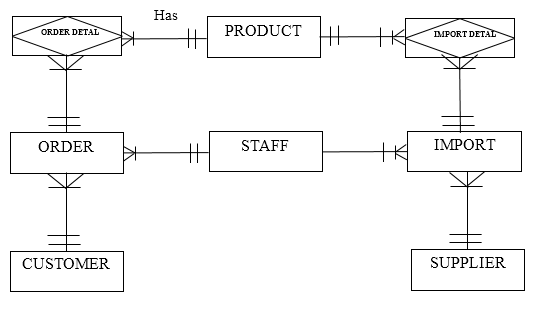 Has
ORDER DETAL
PRODUCT
IMPORT DETAL
ORDER
STAFF
IMPORT
CUSTOMER
SUPPLIER